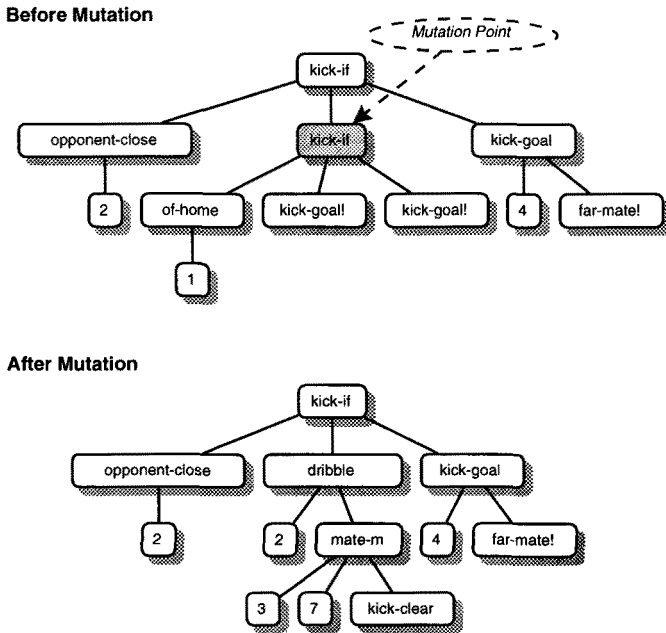 Before Mutation
Mutation Point
kick-if
opponent-close
kick-if
kick-goal
2
of-home
kick-goal!
kick-goal!
4
far-mate!
1
After Mutation
kick-if
opponent-close
dribble
kick-goal
2
2
mate-m
4
far-mate!
3
7
kick-clear